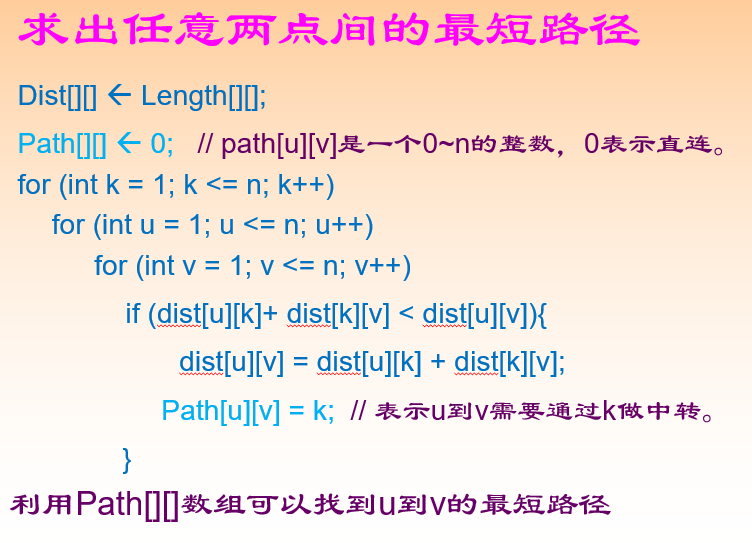 求出任意两点间的最短路径
Dist[][] ← Length[][];
Path[][] ← 0; // path[u][v]是一个0~n的整数，0表示直连。
for (int k = 1; k <= n; k++)
for (int u = 1; u <= n; u++)
for (int v = 1; v <= n; v++)
if (dist[u][k]+ dist[k][v] < dist[u][v]){
dist[u][v] = dist[u][k] + dist[k][v];
Path[u][v] = k; // 表示u到v需要通过k做中转。
}
利用Path[][]数组可以找到u到v的最短路径